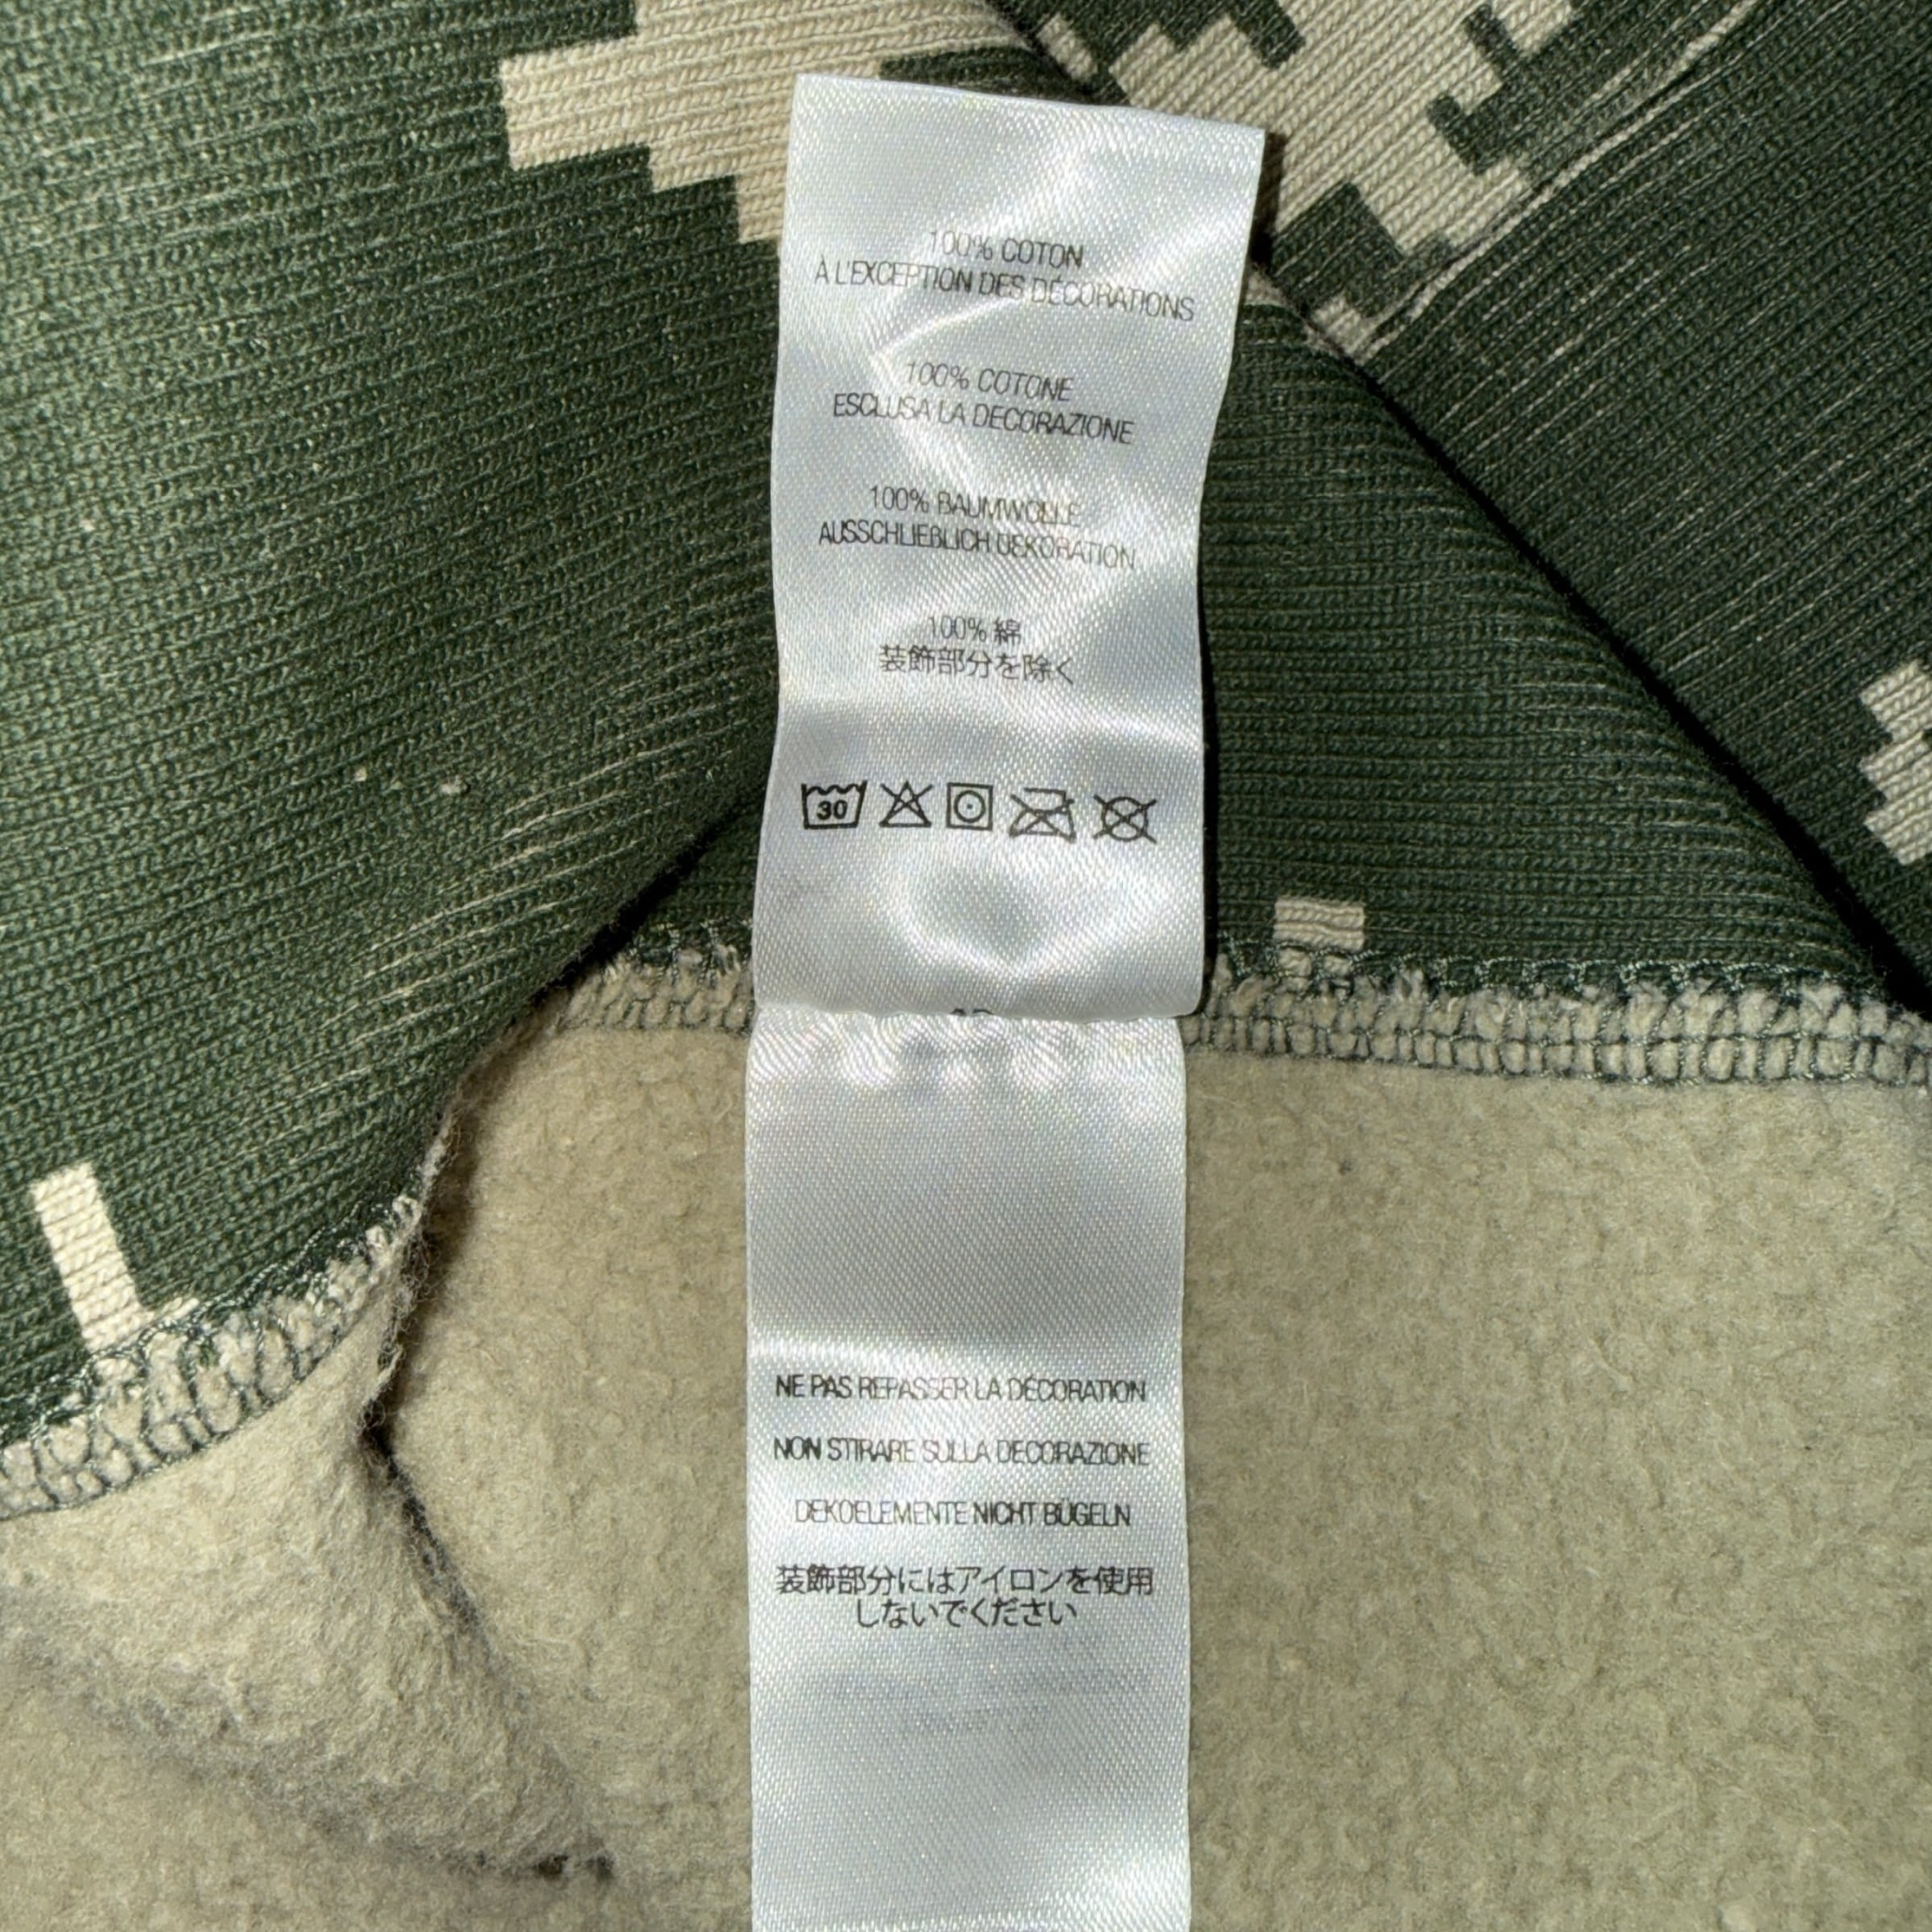 100% COTON
À L'EXCEPTION DES DÉCORATIONS
100% COTONE
ESCLUSA LA DECORAZIONE
100% BAUMWOLLE
AUSSCHLIEBLICH DEKORATION
100% 綿
装飾部分を除く
30
NE PAS REPASSER LA DÉCORATION
NON STIRARE SULLA DECORAZIONE
DEKOELEMENTE NICHT BÜGELN
装飾部分にはアイロンを使用
しないでください